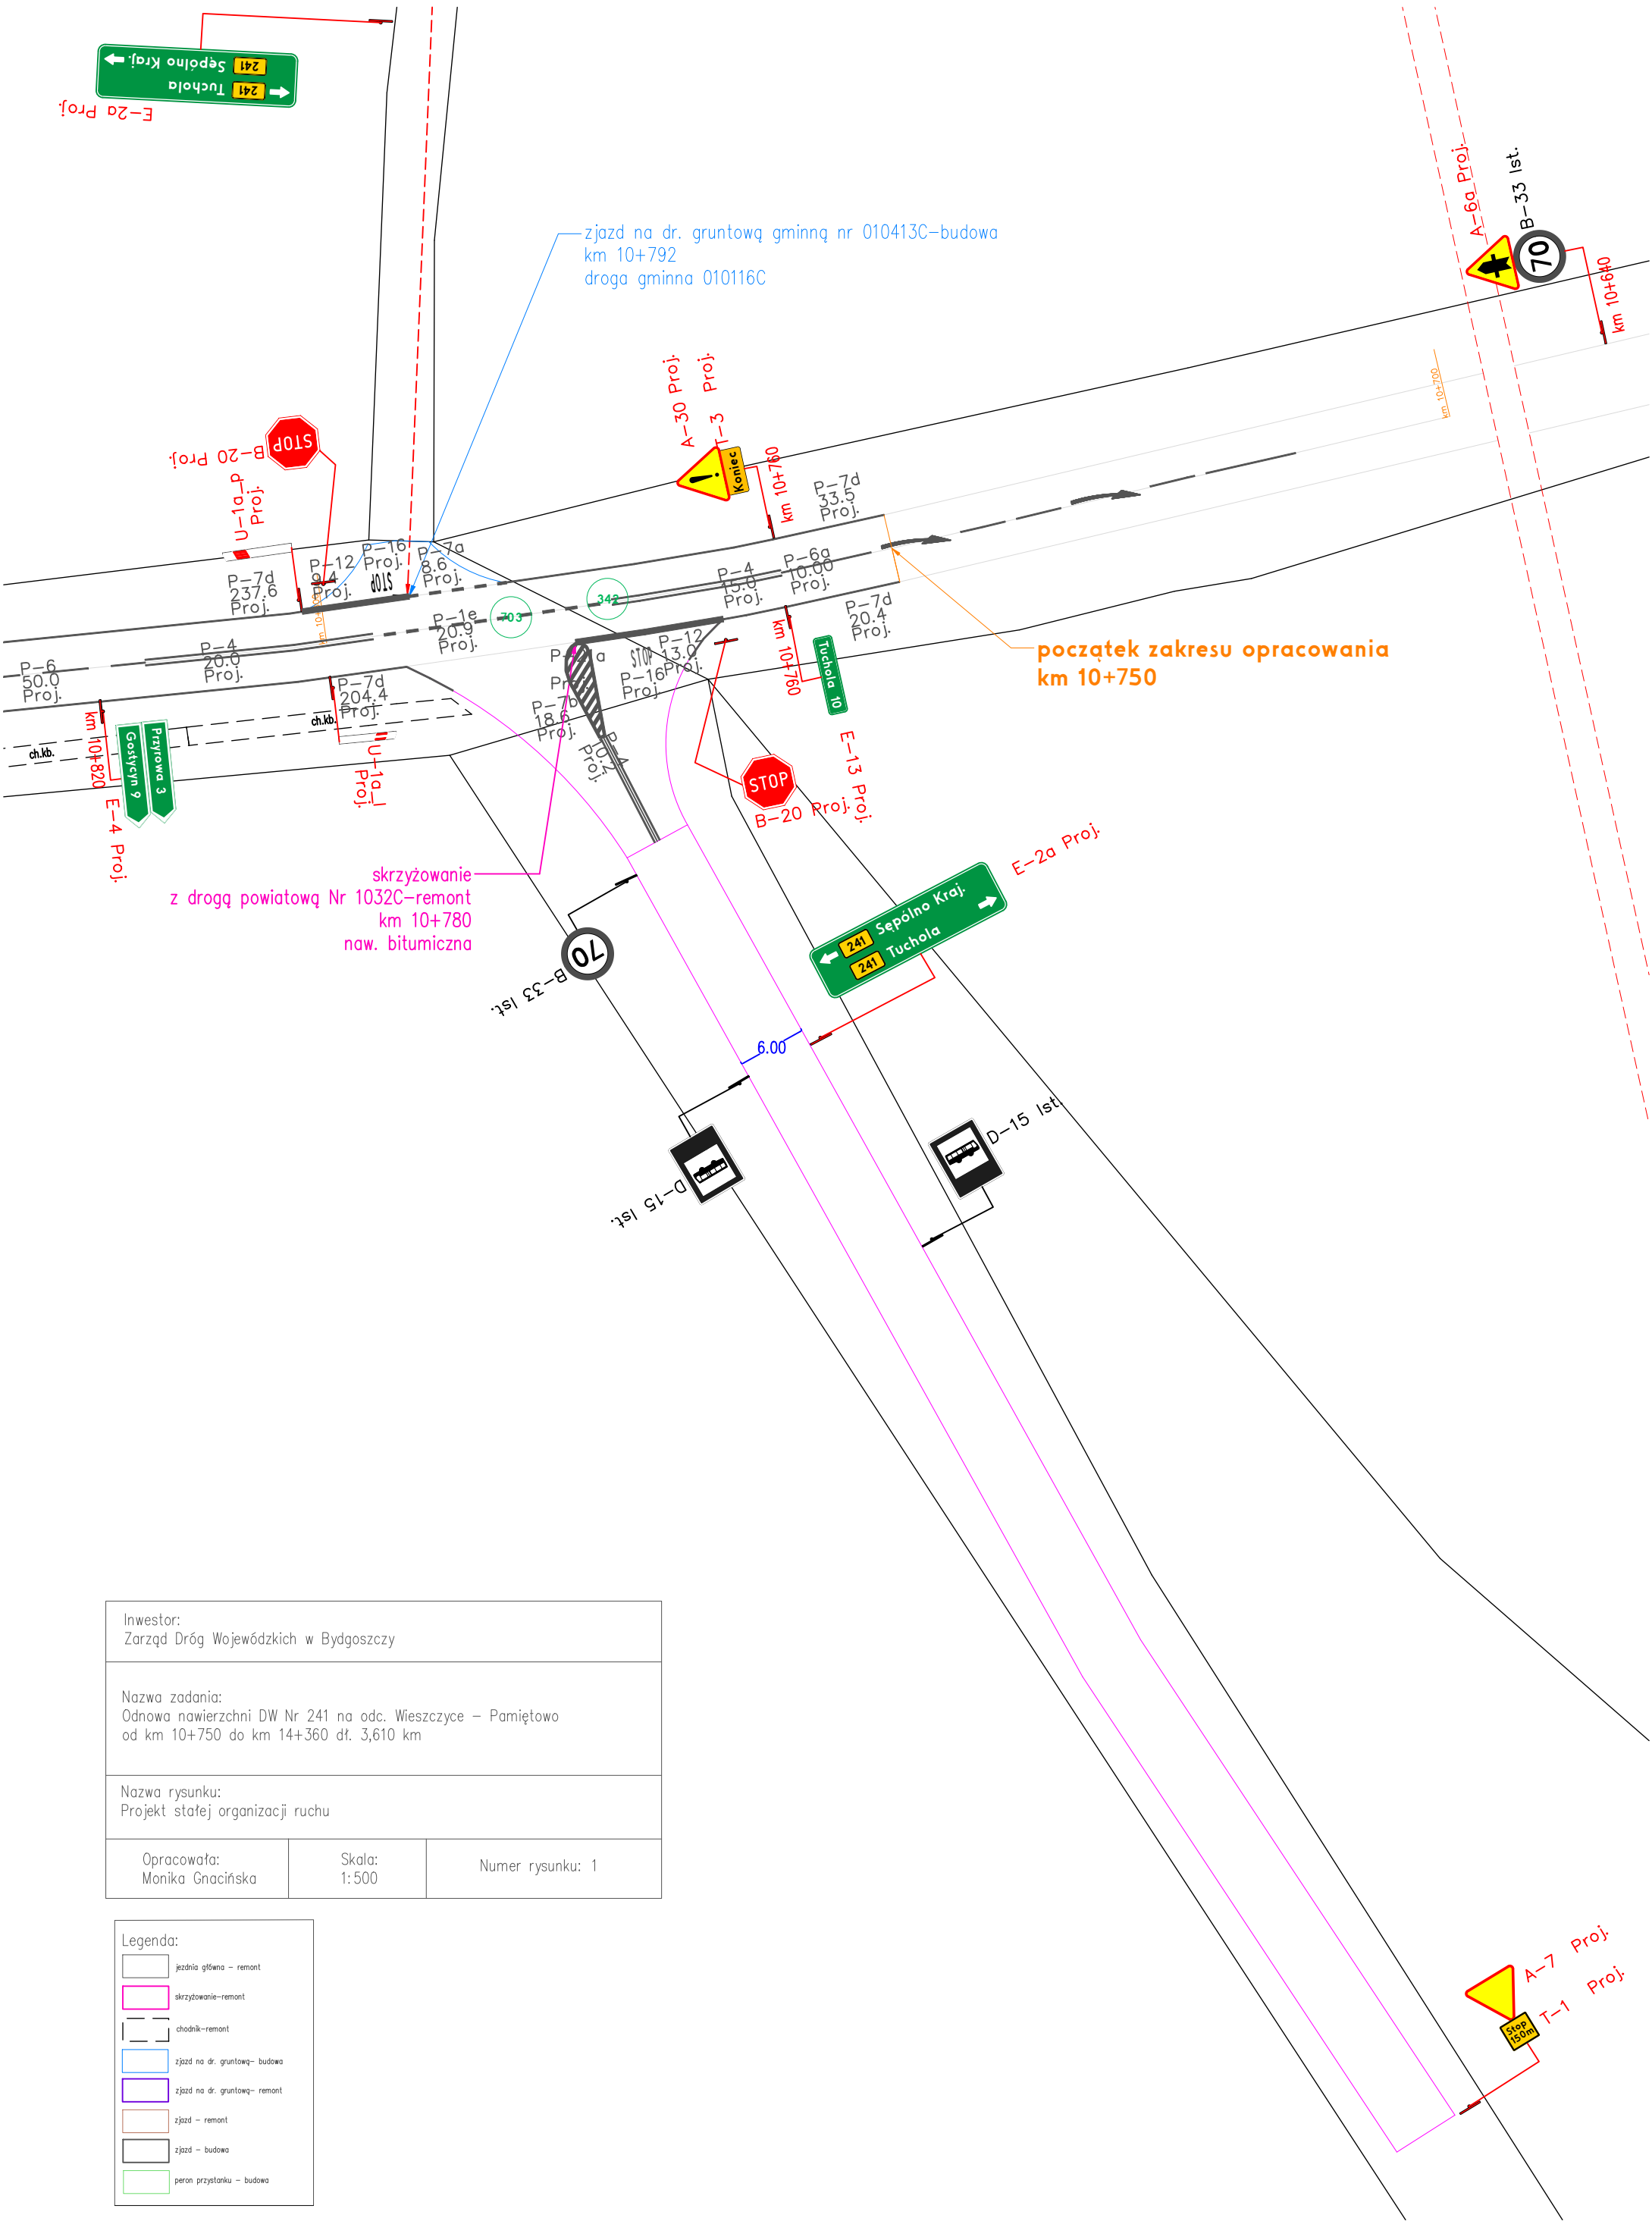 Sępólno Kraj. 241
Tuchola 241
E-2a Proj.
zjazd na dr. gruntową gminną nr 010413C-budowa
km 10+792
droga gminna 010116C
A-6a Proj.
B-33 Ist.
70
km 10+640
km 10+700
A-30 Proj.
T-3 Proj.
Koniec
km 10+760
P-7d
33.5
Proj.
STOP
B-20 Proj.
U-1a_P
Proj.
P-7d
237.6
Proj.
P-12
Proj.
P-16
Proj.
STOP
P-7a
8.6
Proj.
P-6a
10.00
Proj.
P-4
15.0
Proj.
342
703
P-1e
20.9
Proj.
P-4
20.0
Proj.
P-6
50.0
Proj.
P-7d
204.4
Proj.
P-7d
20.4
Proj.
P-12
13.0
Proj.
STOP
P-16
Proj.
P-7b
18.6
Proj.
P-4
10.2
Proj.
początek zakresu opracowania
km 10+750
km 10+760
Tuchola 10
E-13 Proj.
STOP
B-20 Proj.
ch.kb.
ch.kb.
km 10+820
Gostycyn 9
Przyrowa 3
E-4 Proj.
U-1a_l
Proj.
skrzyżowanie
z drogą powiatową Nr 1032C-remont
km 10+780
naw. bitumiczna
70
B-33 Ist.
E-2a Proj.
241 Sępólno Kraj.
241 Tuchola
6.00
D-15 Ist.
D-15 Ist.
Inwestor:
Zarząd Dróg Wojewódzkich w Bydgoszczy
Nazwa zadania:
Odnowa nawierzchni DW Nr 241 na odc. Wieszczyce - Pamiętowo
od km 10+750 do km 14+360 dł. 3,610 km
Nazwa rysunku:
Projekt stałej organizacji ruchu
Opracowała:
Monika Gnacińska
Skala:
1:500
Numer rysunku: 1
Legenda:
jezdnia główna - remont
skrzyżowanie-remont
chodnik-remont
zjazd na dr. gruntową- budowa
zjazd na dr. gruntową- remont
zjazd - remont
zjazd - budowa
peron przystanku - budowa
A-7 Proj.
T-1 Proj.
Stop
150m